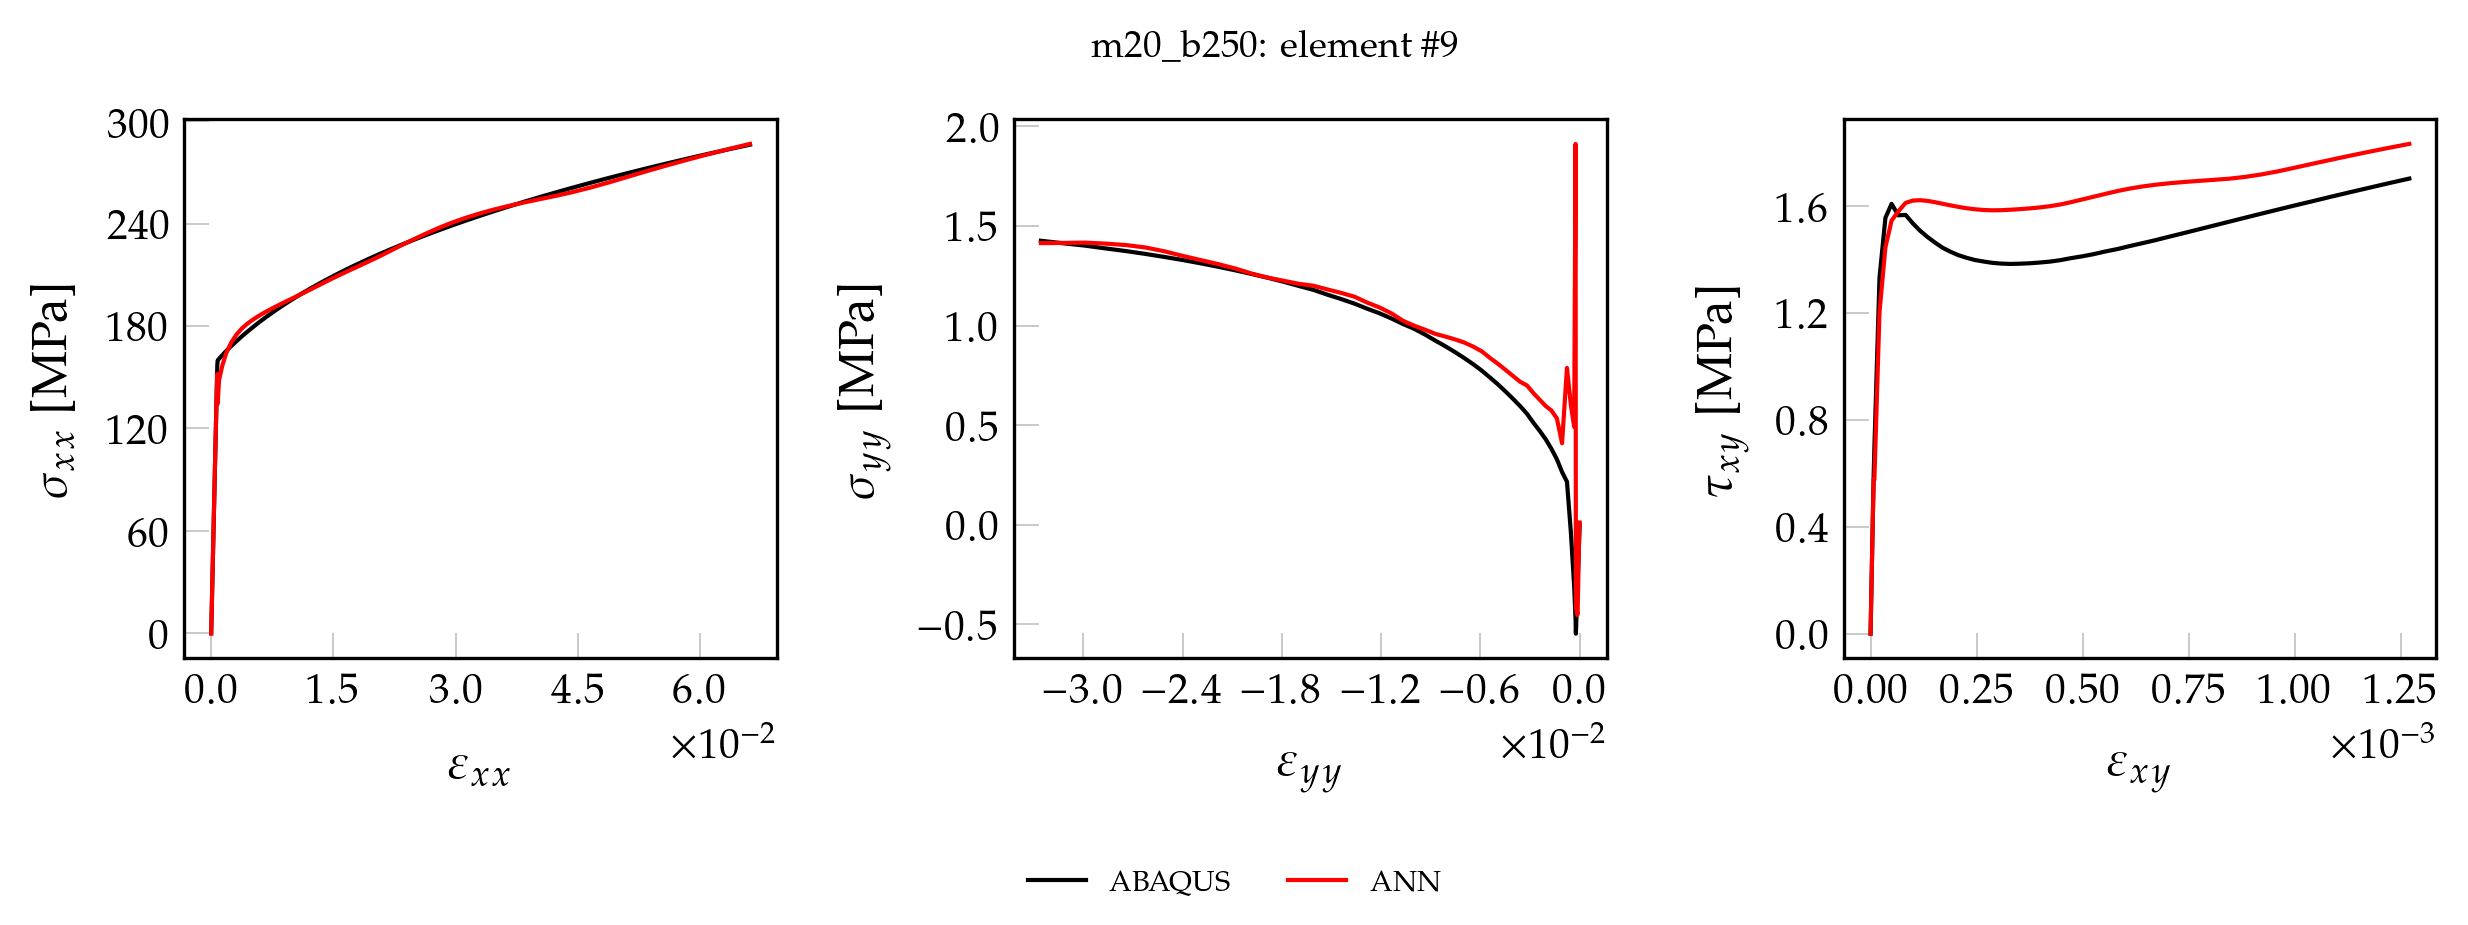 m20_b250: element #9
300
240
180
120
60
0
σxx [MPa]
0.0 1.5 3.0 4.5 6.0
×10−2
εxx
2.0
1.5
1.0
0.5
0.0
−0.5
σyy [MPa]
−3.0 −2.4 −1.8 −1.2 −0.6 0.0
×10−2
εyy
1.6
1.2
0.8
0.4
0.0
τxy [MPa]
0.00 0.25 0.50 0.75 1.00 1.25
×10−3
εxy
ABAQUS ANN